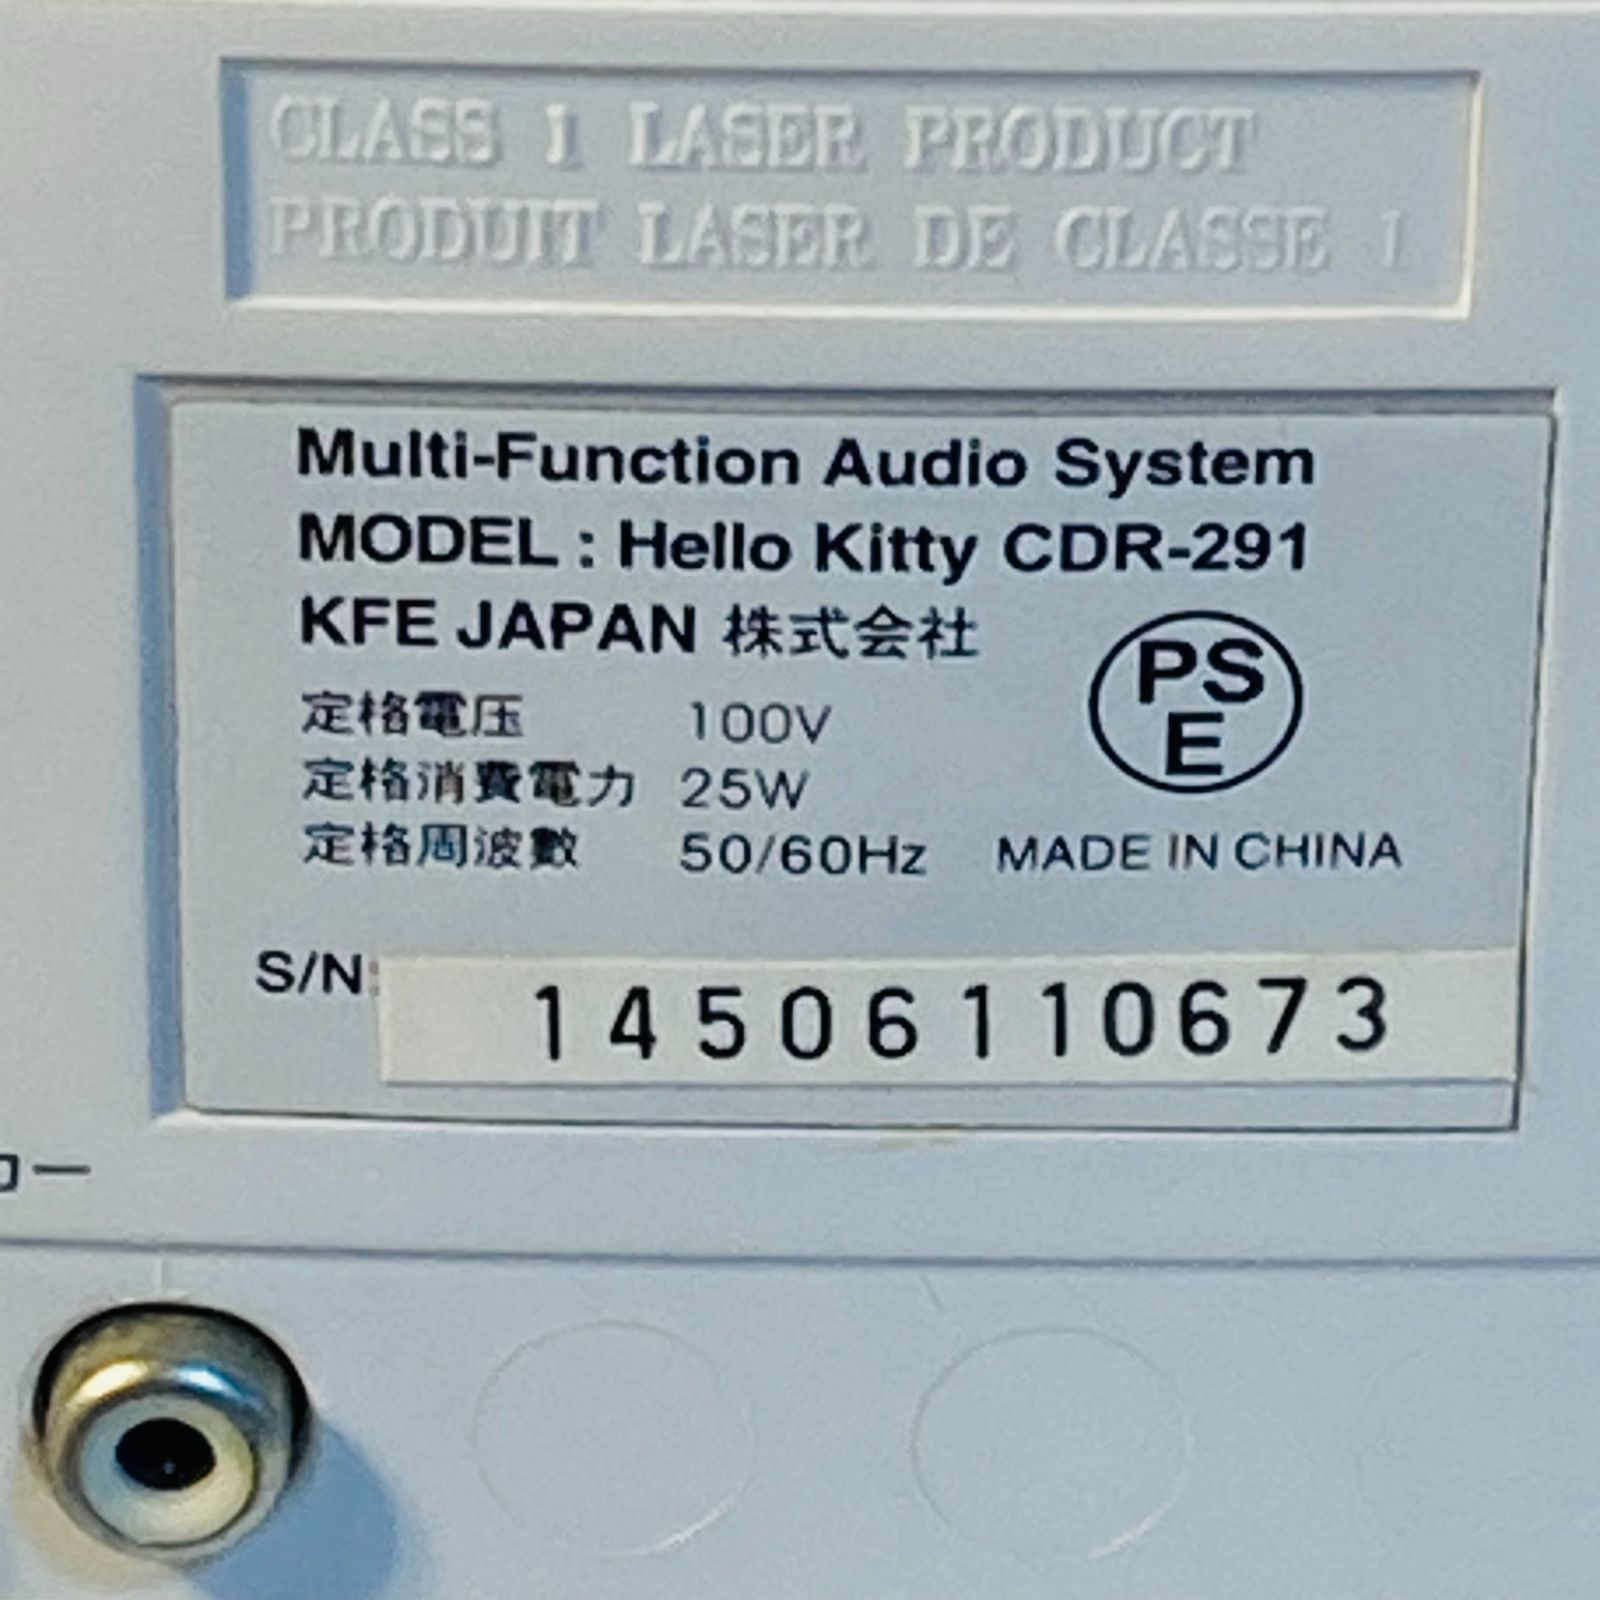 CLASS 1 LASER PRODUCT
PRODUIT LASER DE CLASSE 1
Multi-Function Audio System
MODEL : Hello Kitty CDR-291
KFE JAPAN 株式会社
定格電圧 100V
定格消費電力 25W
定格周波數 50/60Hz
PS
E
MADE IN CHINA
S/N:
14506110673